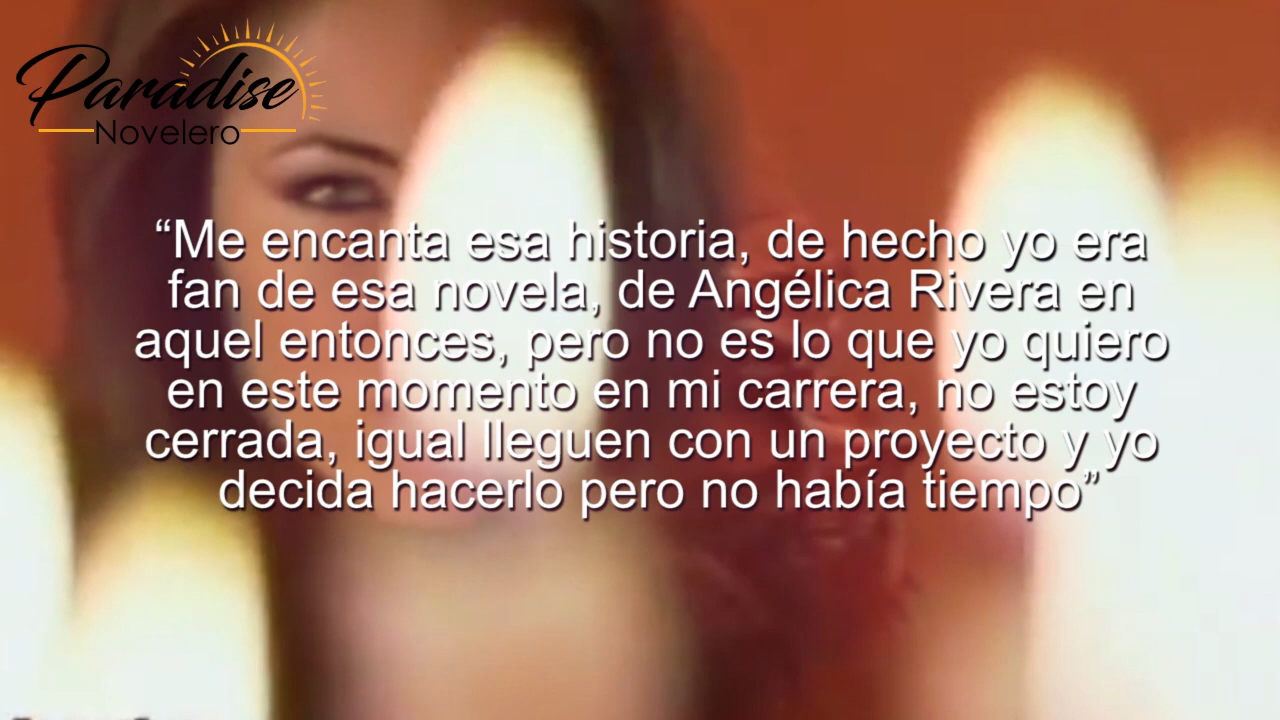 Paradise
Novelero
“Me encanta esa historia, de hecho yo era
fan de esa novela, de Angélica Rivera en
aquel entonces, pero no es lo que yo quiero
en este momento en mi carrera, no estoy
cerrada, igual lleguen con un proyecto y yo
decida hacerlo pero no había tiempo”